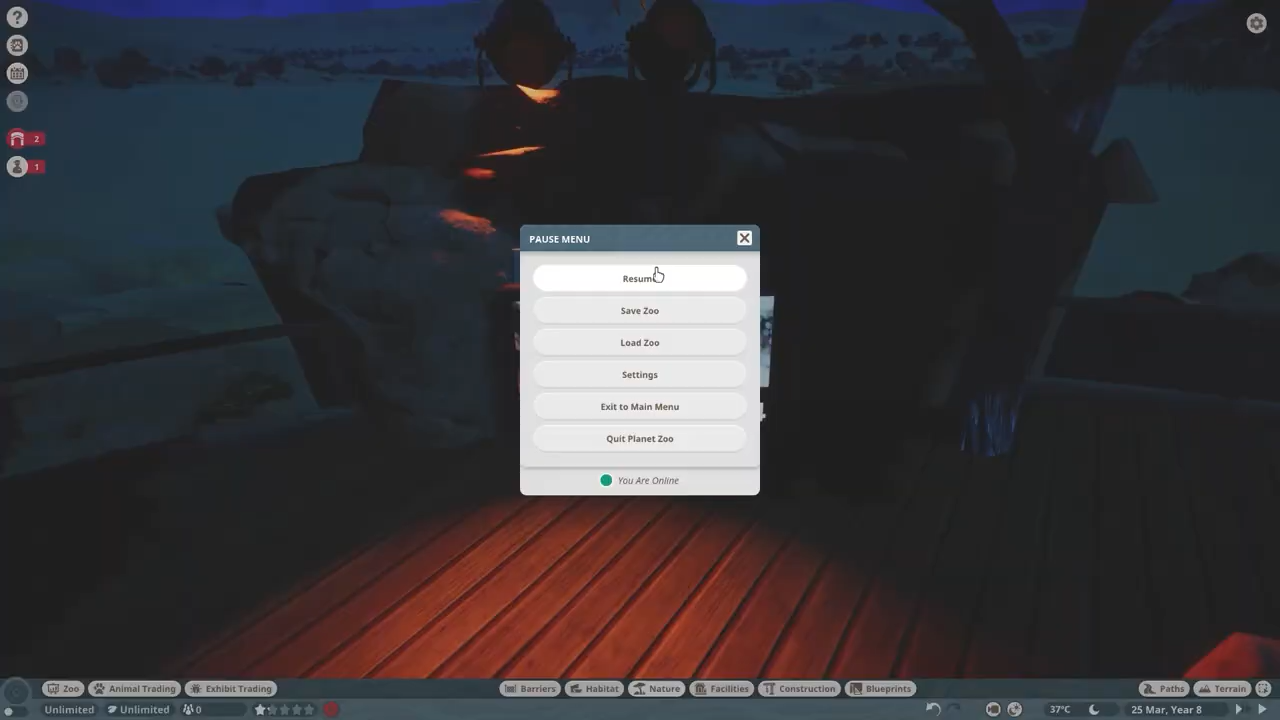 2
1
PAUSE MENU
Resume
Save Zoo
Load Zoo
Settings
Exit to Main Menu
Quit Planet Zoo
You Are Online
Zoo Animal Trading Exhibit Trading Barriers Habitat Nature Facilities Construction Blueprints Paths Terrain
Unlimited Unlimited 0 37°C 25 Mar, Year 8